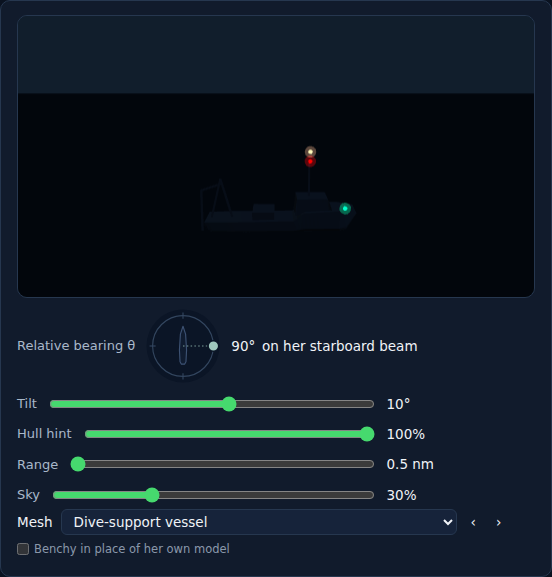 Relative bearing θ 90° on her starboard beam
Tilt 10°
Hull hint 100%
Range 0.5 nm
Sky 30%
Mesh Dive-support vessel ‹ ›
Benchy in place of her own model